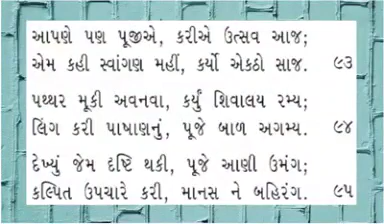 આપણે પણ પૂજીએ, કરીએ ઉત્સવ આજ;
એમ કહી સ્વાંગણ મહીં, કર્યો એકઠો સાજ. ૯૩
પથ્થર મૂકી અવનવા, કર્યું શિવાલય રમ્ય;
લિંગ કરી પાષાણનું, પૂજે બાળ અગમ્ય. ૯૪
દેખ્યું જેમ દૃષ્ટિ થકી, પૂજે આણી ઉમંગ;
કલ્પિત ઉપચારે કરી, માનસ ને બહિરંગ. ૯૫